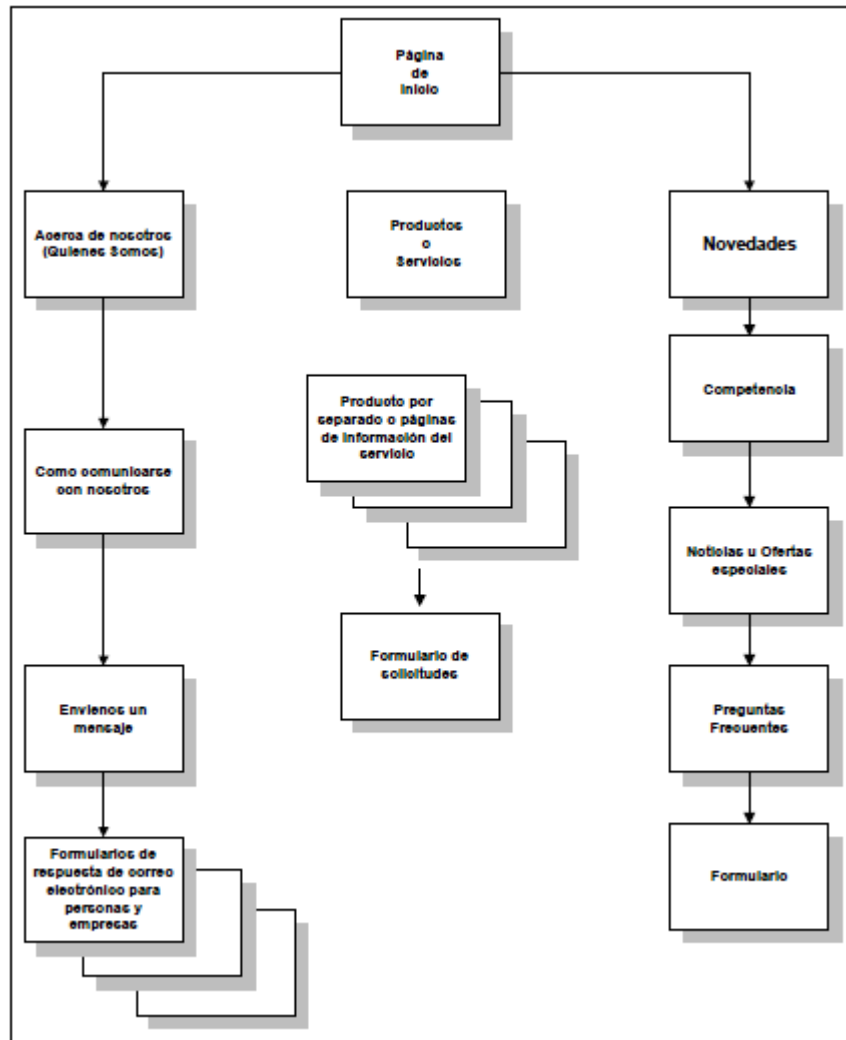 Página
de
Inicio
Acerca de nosotros
(Quienes Somos)
Productos
o
Servicios
Novedades
Competencia
Producto por
separado o páginas
de Información del
servicio
Como comunicarse
con nosotros
Noticias u Ofertas
especiales
Formulario de
solicitudes
Envienos un
mensaje
Preguntas
Frecuentes
Formularios de
respuesta de correo
electrónico para
personas y
empresas
Formulario